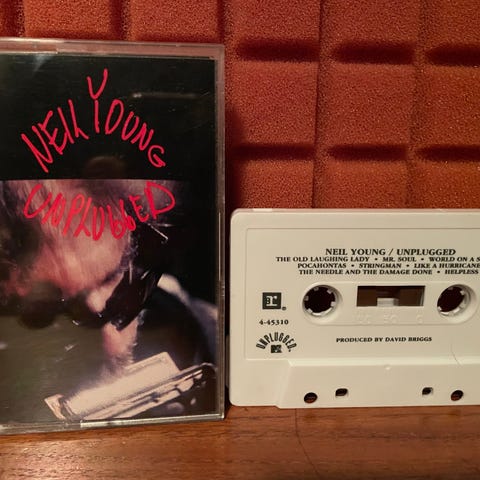 NEIL YOUNG
UNPLUGGED
NEIL YOUNG / UNPLUGGED
THE OLD LAUGHING LADY • MR. SOUL • WORLD ON A S
POCAHONTAS • STRINGMAN • LIKE A HURRICANE
• THE NEEDLE AND THE DAMAGE DONE • HELPLESS
r
4-45310
UNPLUGGED
PRODUCED BY DAVID BRIGGS